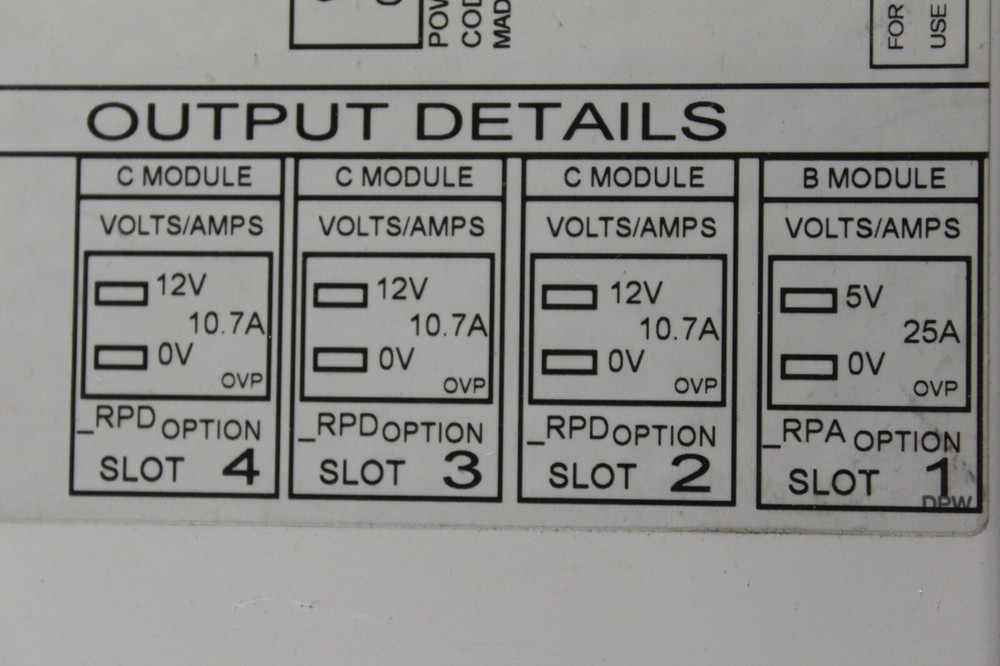 POW
COD
MAD
FOR
USE
OUTPUT DETAILS
C MODULE
VOLTS/AMPS
12V
10.7A
0V
OVP
_RPD OPTION
SLOT 4
C MODULE
VOLTS/AMPS
12V
10.7A
0V
OVP
_RPD OPTION
SLOT 3
C MODULE
VOLTS/AMPS
12V
10.7A
0V
OVP
_RPD OPTION
SLOT 2
B MODULE
VOLTS/AMPS
5V
25A
0V
OVP
_RPA OPTION
SLOT 1
DPW